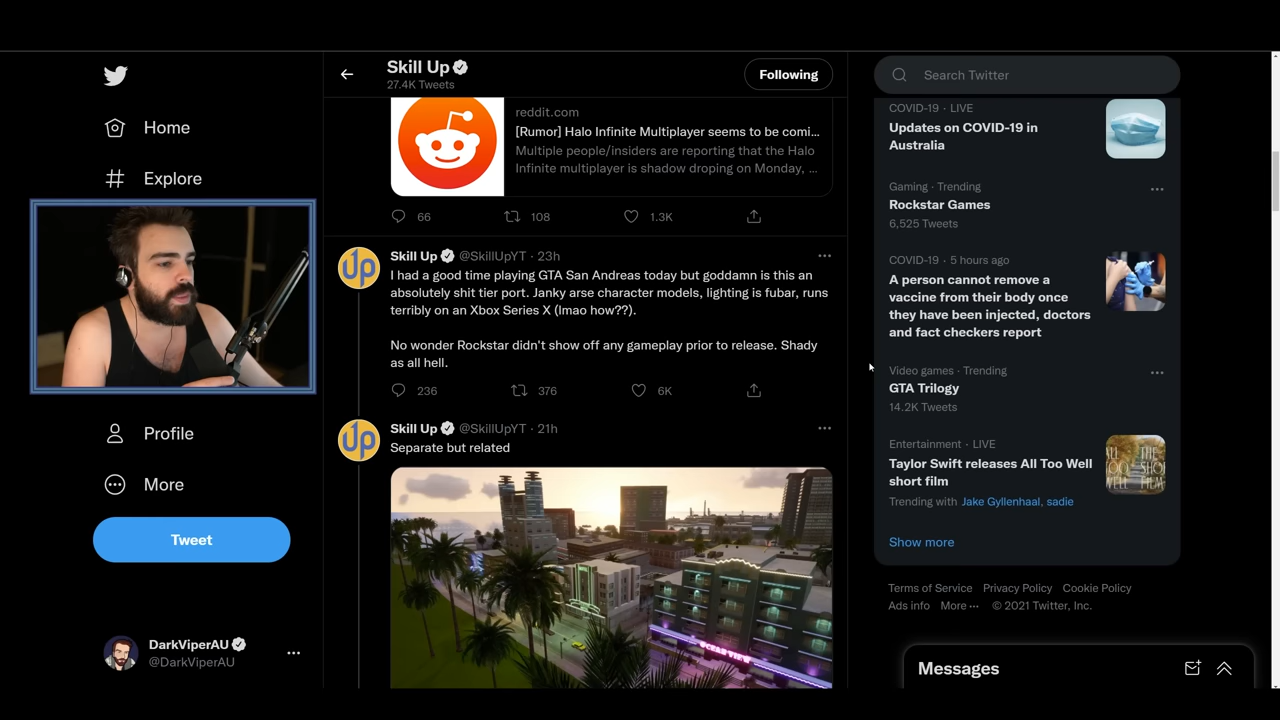 Home
Explore
Profile
More
Tweet
DarkViperAU
@DarkViperAU
Skill Up
27.4K Tweets
Following
reddit.com
[Rumor] Halo Infinite Multiplayer seems to be comi...
Multiple people/insiders are reporting that the Halo
Infinite multiplayer is shadow droping on Monday, ...
66 108 1.3K
Skill Up @SkillUpYT · 23h
I had a good time playing GTA San Andreas today but goddamn is this an
absolutely shit tier port. Janky arse character models, lighting is fubar, runs
terribly on an Xbox Series X (lmao how??).
No wonder Rockstar didn't show off any gameplay prior to release. Shady
as all hell.
236 376 6K
Skill Up @SkillUpYT · 21h
Separate but related
OCEAN VIEW
Up
Up
Search Twitter
COVID-19 · LIVE
Updates on COVID-19 in
Australia
Gaming · Trending
Rockstar Games
6,525 Tweets
COVID-19 · 5 hours ago
A person cannot remove a
vaccine from their body once
they have been injected, doctors
and fact checkers report
Video games · Trending
GTA Trilogy
14.2K Tweets
Entertainment · LIVE
Taylor Swift releases All Too Well
short film
Trending with Jake Gyllenhaal, sadie
Show more
Terms of Service Privacy Policy Cookie Policy
Ads info More ··· © 2021 Twitter, Inc.
Messages